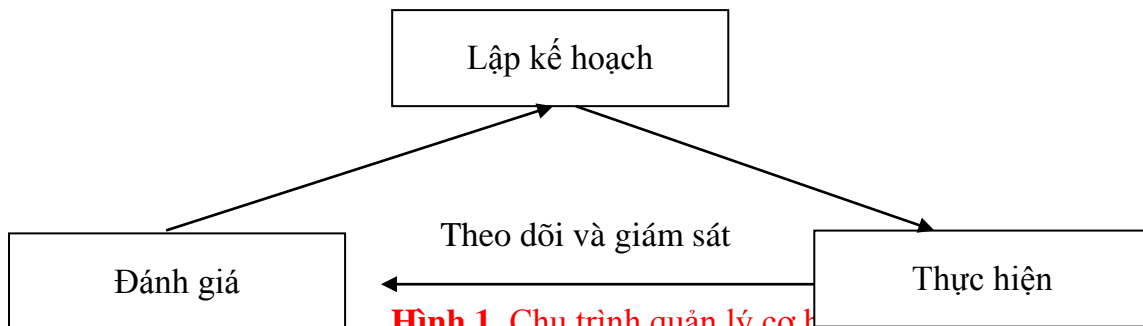 Lập kế hoạch
Theo dõi và giám sát
Đánh giá
Thực hiện
Hình 1. Chu trình quản lý cơ